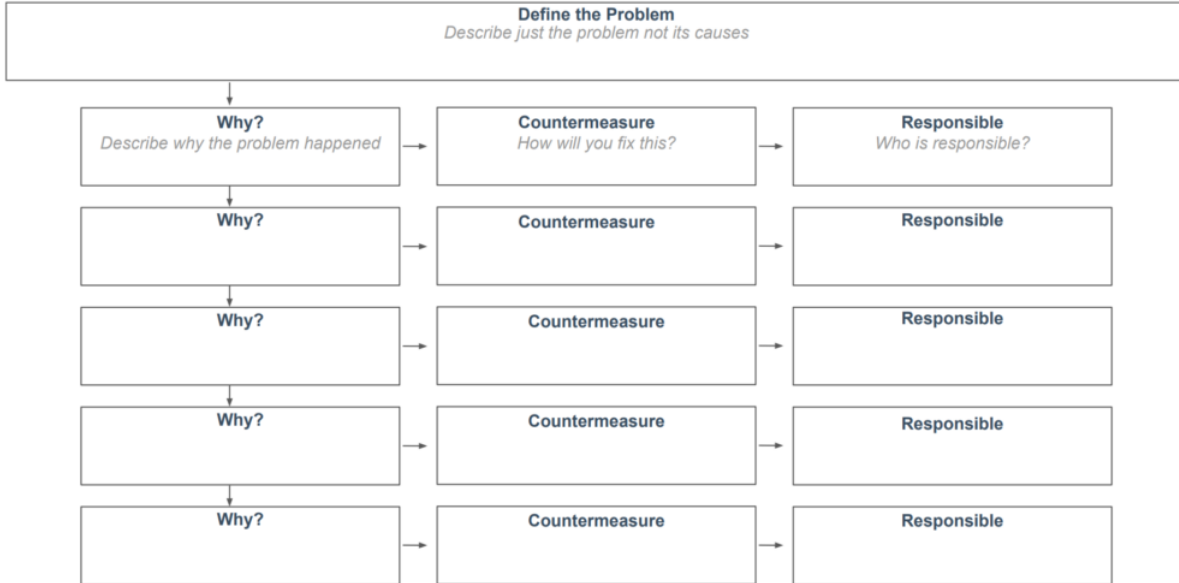 Define the Problem
Describe just the problem not its causes
Why?
Describe why the problem happened
Countermeasure
How will you fix this?
Responsible
Who is responsible?
Why?
Countermeasure
Responsible
Why?
Countermeasure
Responsible
Why?
Countermeasure
Responsible
Why?
Countermeasure
Responsible